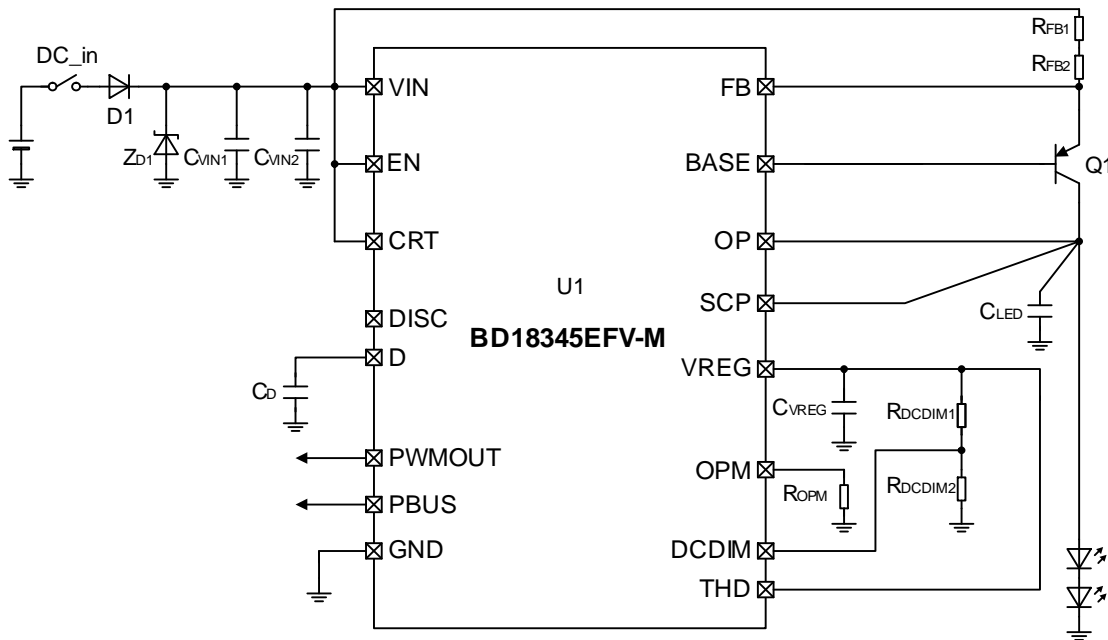 DC_in
D1
ZD1
CVIN1
CVIN2
VIN
EN
CRT
DISC
D
CD
PWMOUT
PBUS
GND
U1
BD18345EFV-M
FB
BASE
OP
SCP
VREG
OPM
DCDIM
THD
RFB1
RFB2
Q1
CLED
CVREG
RDCDIM1
ROPM
RDCDIM2